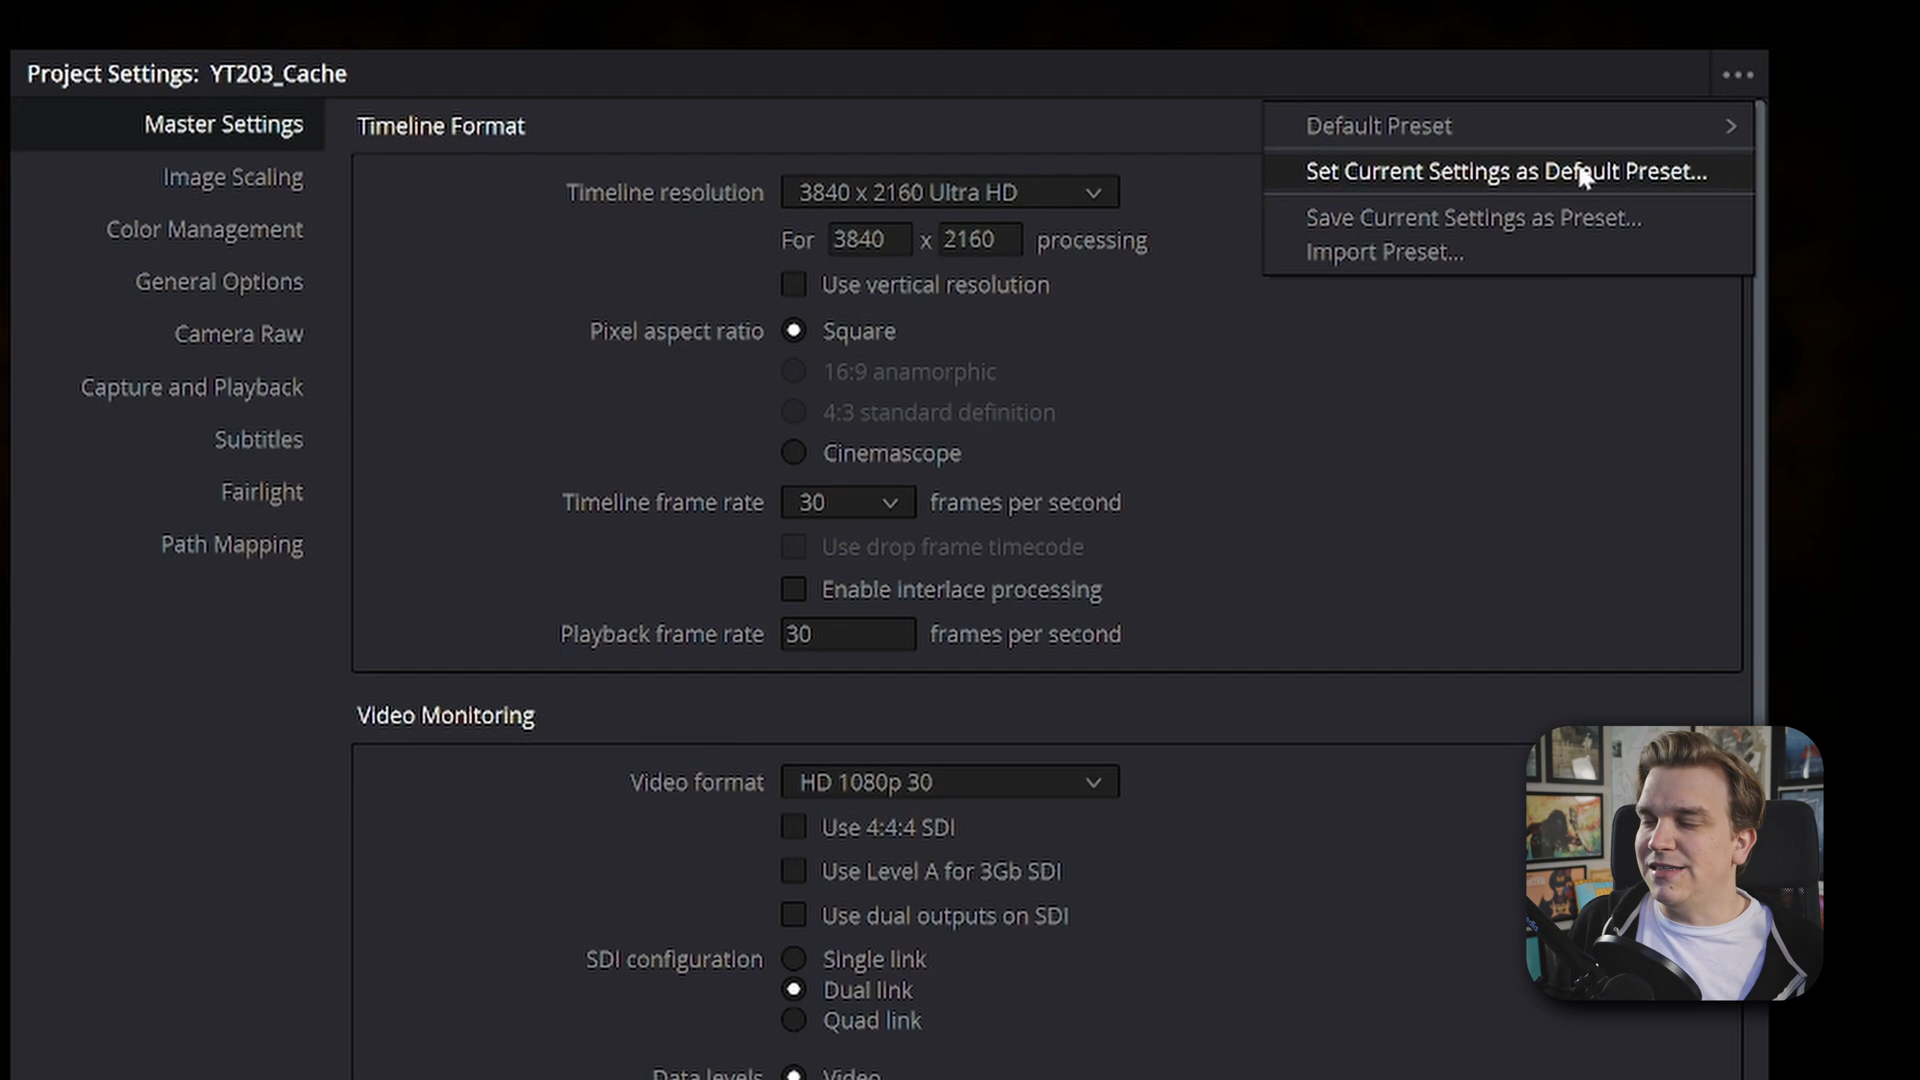 Project Settings: YT203_Cache
•••
Master Settings
Image Scaling
Color Management
General Options
Camera Raw
Capture and Playback
Subtitles
Fairlight
Path Mapping
Timeline Format
Default Preset
Set Current Settings as Default Preset...
Save Current Settings as Preset...
Import Preset...
Timeline resolution 3840 x 2160 Ultra HD
For 3840 x 2160 processing
Use vertical resolution
Pixel aspect ratio Square
16:9 anamorphic
4:3 standard definition
Cinemascope
Timeline frame rate 30 frames per second
Use drop frame timecode
Enable interlace processing
Playback frame rate 30 frames per second
Video Monitoring
Video format HD 1080p 30
Use 4:4:4 SDI
Use Level A for 3Gb SDI
Use dual outputs on SDI
SDI configuration Single link
Dual link
Quad link
Data levels Video